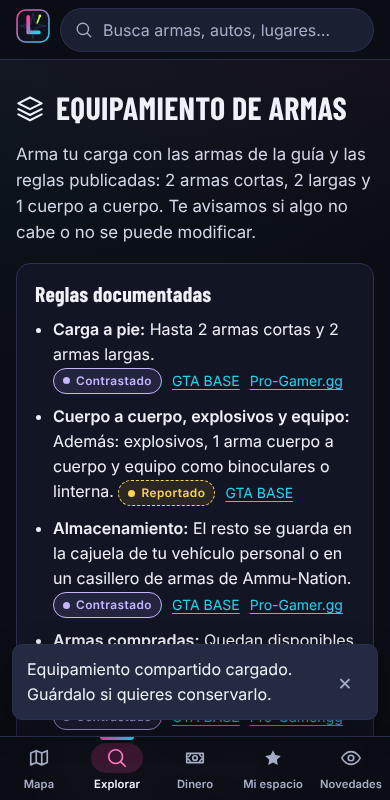 Busca armas, autos, lugares...
EQUIPAMIENTO DE ARMAS
Arma tu carga con las armas de la guía y las
reglas publicadas: 2 armas cortas, 2 largas y
1 cuerpo a cuerpo. Te avisamos si algo no
cabe o no se puede modificar.
Reglas documentadas
• Carga a pie: Hasta 2 armas cortas y 2
armas largas.
Contrastado GTA BASE Pro-Gamer.gg
• Cuerpo a cuerpo, explosivos y equipo:
Además: explosivos, 1 arma cuerpo a
cuerpo y equipo como binoculares o
linterna. Reportado GTA BASE
• Almacenamiento: El resto se guarda en
la cajuela de tu vehículo personal o en
un casillero de armas de Ammu-Nation.
Contrastado GTA BASE Pro-Gamer.gg
• Armas compradas: Quedan disponibles
Equipamiento compartido cargado.
Guárdalo si quieres conservarlo.
Contrastado GTA BASE Pro-Gamer.gg
Mapa Explorar Dinero Mi espacio Novedades